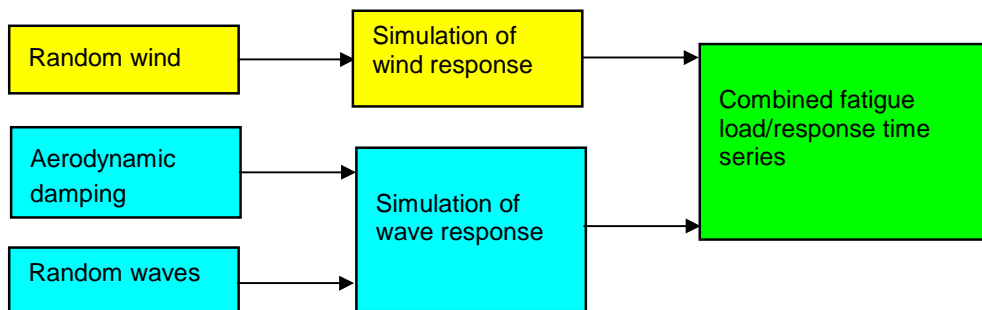 Random wind
Simulation of
wind response
Combined fatigue
load/response time
series
Aerodynamic
damping
Simulation of
wave response
Random waves